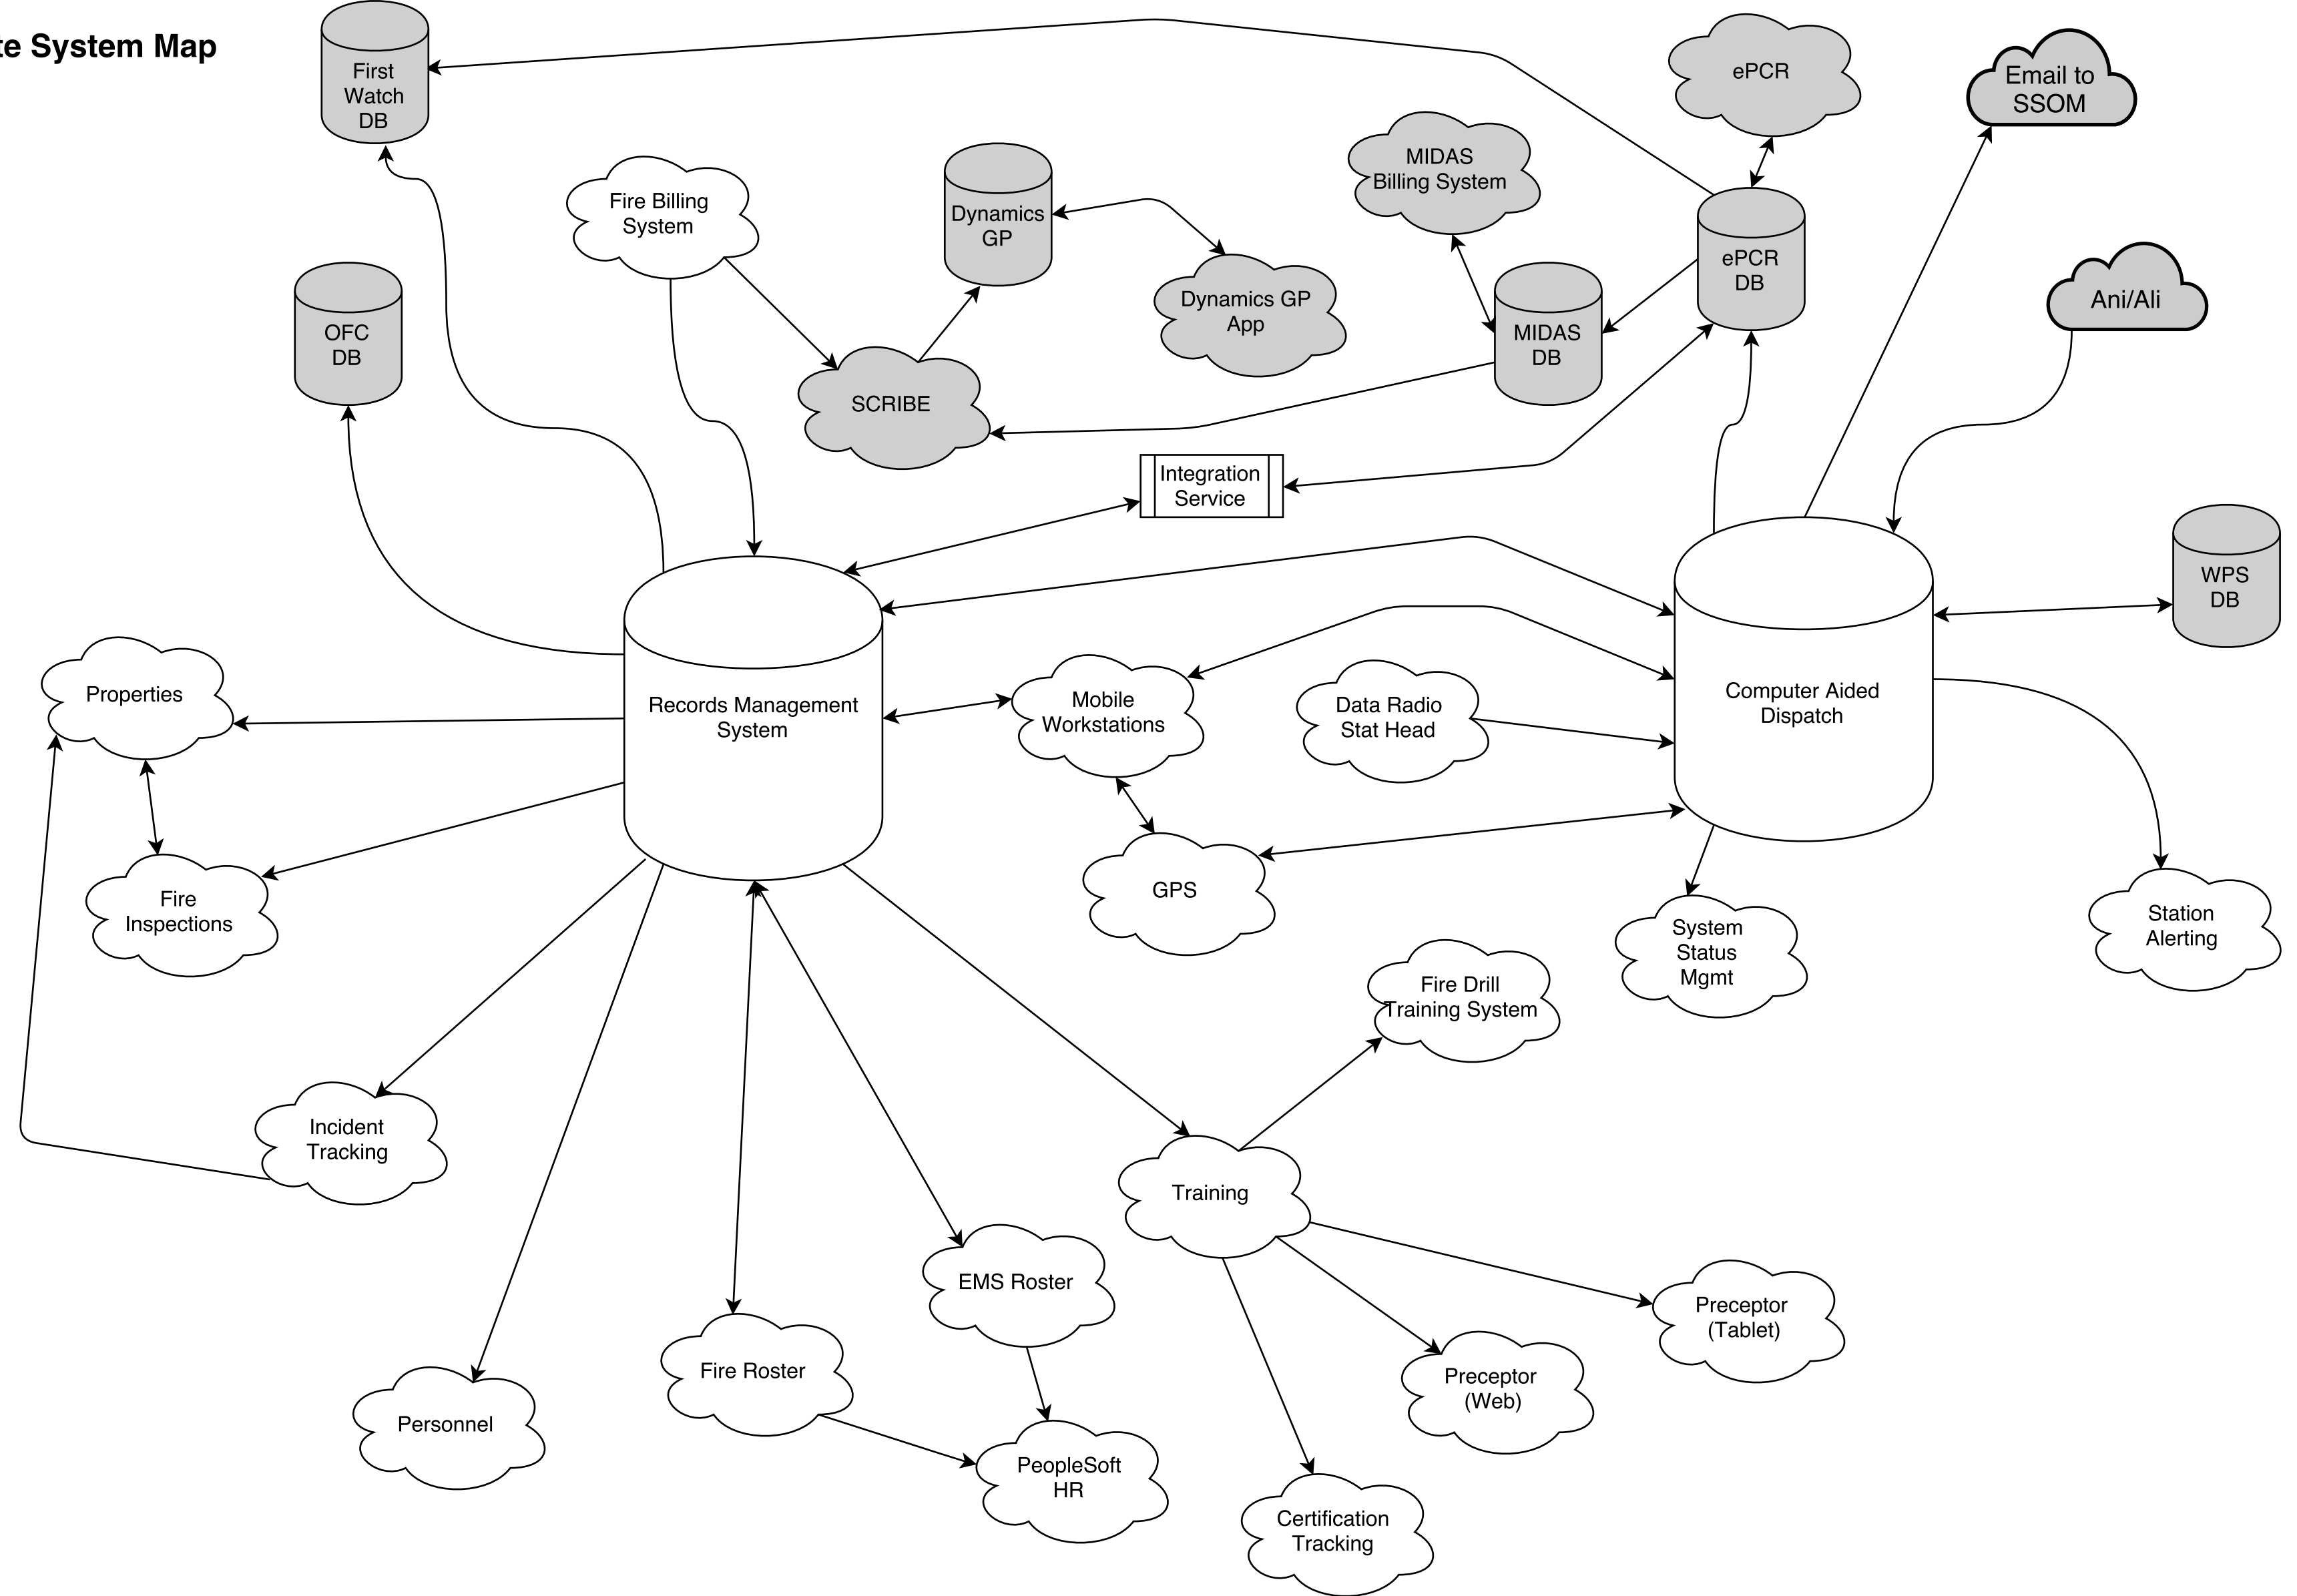 te System Map
First
Watch
DB
ePCR
Email to
SSOM
MIDAS
Billing System
Fire Billing
System
Dynamics
GP
ePCR
DB
Dynamics GP
App
Ani/Ali
OFC
DB
MIDAS
DB
SCRIBE
Integration
Service
WPS
DB
Properties
Records Management
System
Mobile
Workstations
Data Radio
Stat Head
Computer Aided
Dispatch
Fire
Inspections
GPS
System
Status
Mgmt
Station
Alerting
Fire Drill
Training System
Incident
Tracking
Training
EMS Roster
Preceptor
(Tablet)
Fire Roster
Preceptor
(Web)
Personnel
PeopleSoft
HR
Certification
Tracking